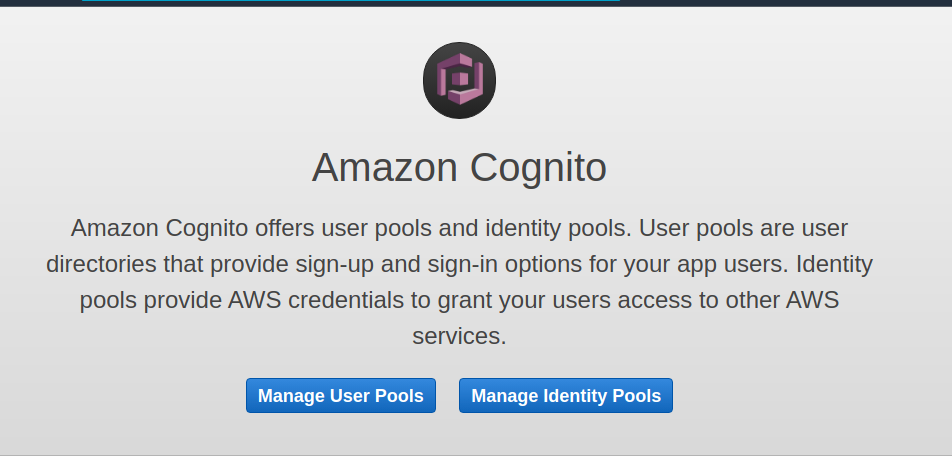 Amazon Cognito
Amazon Cognito offers user pools and identity pools. User pools are user
directories that provide sign-up and sign-in options for your app users. Identity
pools provide AWS credentials to grant your users access to other AWS
services.
Manage User Pools Manage Identity Pools